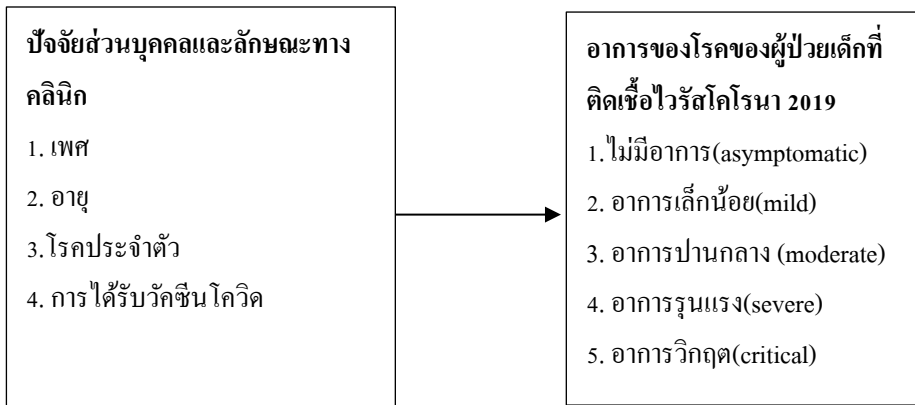 ปัจจัยส่วนบุคคลและลักษณะทาง
คลินิก
1. เพศ
2. อายุ
3.โรคประจำตัว
4. การได้รับวัคซีนโควิด
อาการของโรคของผู้ป่วยเด็กที่
ติดเชื้อไวรัสโคโรนา 2019
1.ไม่มีอาการ(asymptomatic)
2. อาการเล็กน้อย(mild)
3. อาการปานกลาง (moderate)
4. อาการรุนแรง(severe)
5. อาการวิกฤต(critical)